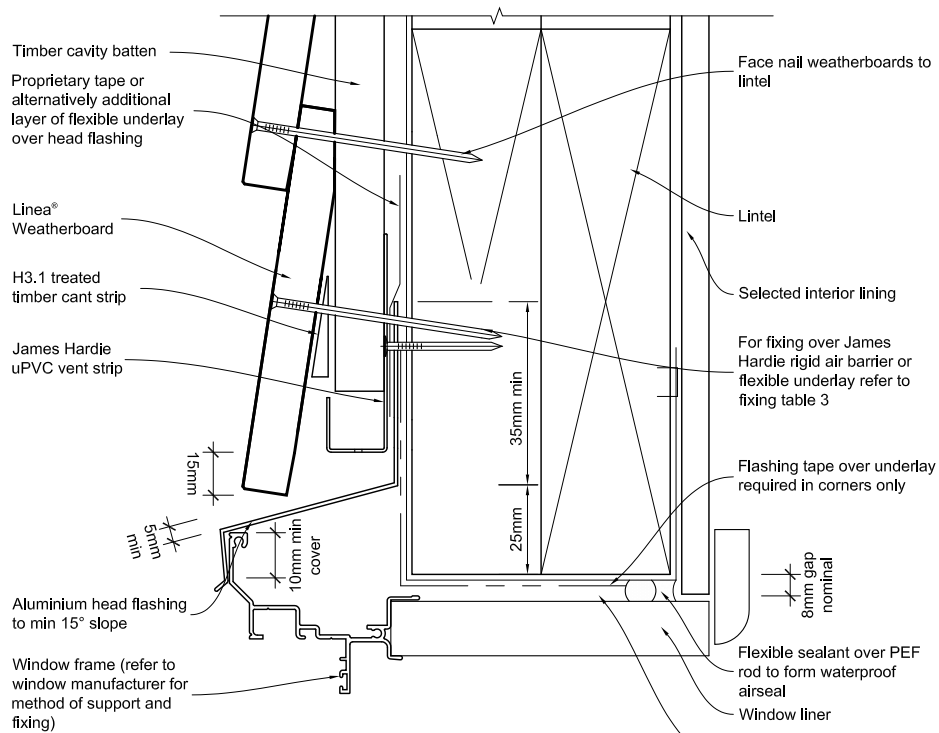 Timber cavity batten
Proprietary tape or
alternatively additional
layer of flexible underlay
over head flashing
Linea®
Weatherboard
H3.1 treated
timber cant strip
James Hardie
uPVC vent strip
15mm
5mm
min
10mm min
cover
Aluminium head flashing
to min 15° slope
Window frame (refer to
window manufacturer for
method of support and
fixing)
35mm min
25mm
Face nail weatherboards to
lintel
Lintel
Selected interior lining
For fixing over James
Hardie rigid air barrier or
flexible underlay refer to
fixing table 3
Flashing tape over underlay
required in corners only
8mm gap
nominal
Flexible sealant over PEF
rod to form waterproof
airseal
Window liner